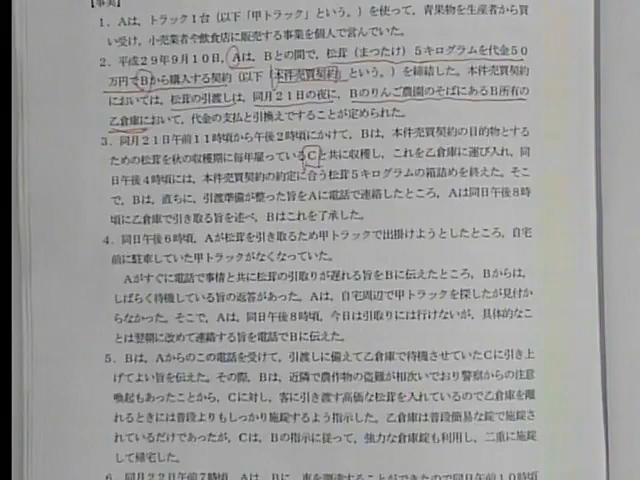 【事実】
1．Aは，トラック1台（以下「甲トラック」という。）を使って，青果物を生産者から買
い受け，小売業者や飲食店に販売する事業を個人で営んでいた。
2．平成29年9月10日，Aは，Bとの間で，松茸（まつたけ）5キログラムを代金50
万円でBから購入する契約（以下「本件売買契約」という。）を締結した。本件売買契約
においては，松茸の引渡しは，同月21日の夜に，Bのりんご農園のそばにあるB所有の
乙倉庫において，代金の支払と引換えですることが定められた。
3．同月21日午前11時頃から午後2時頃にかけて，Bは，本件売買契約の目的物とす
るための松茸を秋の収穫期に毎年雇っているCと共に収穫し，これを乙倉庫に運び入れ，同
日午後4時頃には，本件売買契約の約定に合う松茸5キログラムの箱詰めを終えた。そこ
で，Bは，直ちに，引渡準備が整った旨をAに電話で連絡したところ，Aは同日午後8時
頃に乙倉庫で引き取る旨を述べ，Bはこれを了承した。
4．同日午後6時頃，Aが松茸を引き取るため甲トラックで出掛けようとしたところ，自宅
前に駐車していた甲トラックがなくなっていた。
Aがすぐに電話で事情と共に松茸の引取りが遅れる旨をBに伝えたところ，Bからは，
しばらく待機している旨の返答があった。Aは，自宅周辺で甲トラックを探したが見付か
らなかった。そこで，Aは，同日午後8時頃，今日は引取りには行けないが，具体的なこ
とは翌朝に改めて連絡する旨を電話でBに伝えた。
5．Bは，Aからのこの電話を受けて，引渡しに備えて乙倉庫で待機させていたCに引き上
げてよい旨を伝えた。その際，Bは，近隣で農作物の盗難が相次いでおり警察からの注意
喚起もあったことから，Cに対し，客に引き渡す高価な松茸を入れているので乙倉庫を離
れるときには普段よりもしっかり施錠するよう指示した。乙倉庫は普段簡易な錠で施錠さ
れているだけであったが，Cは，Bの指示に従って，強力な倉庫錠も利用し，二重に施錠
して帰宅した。
6．同月22日午前7時頃，Aは，Bに，車を調達することができたので同日午前10時頃